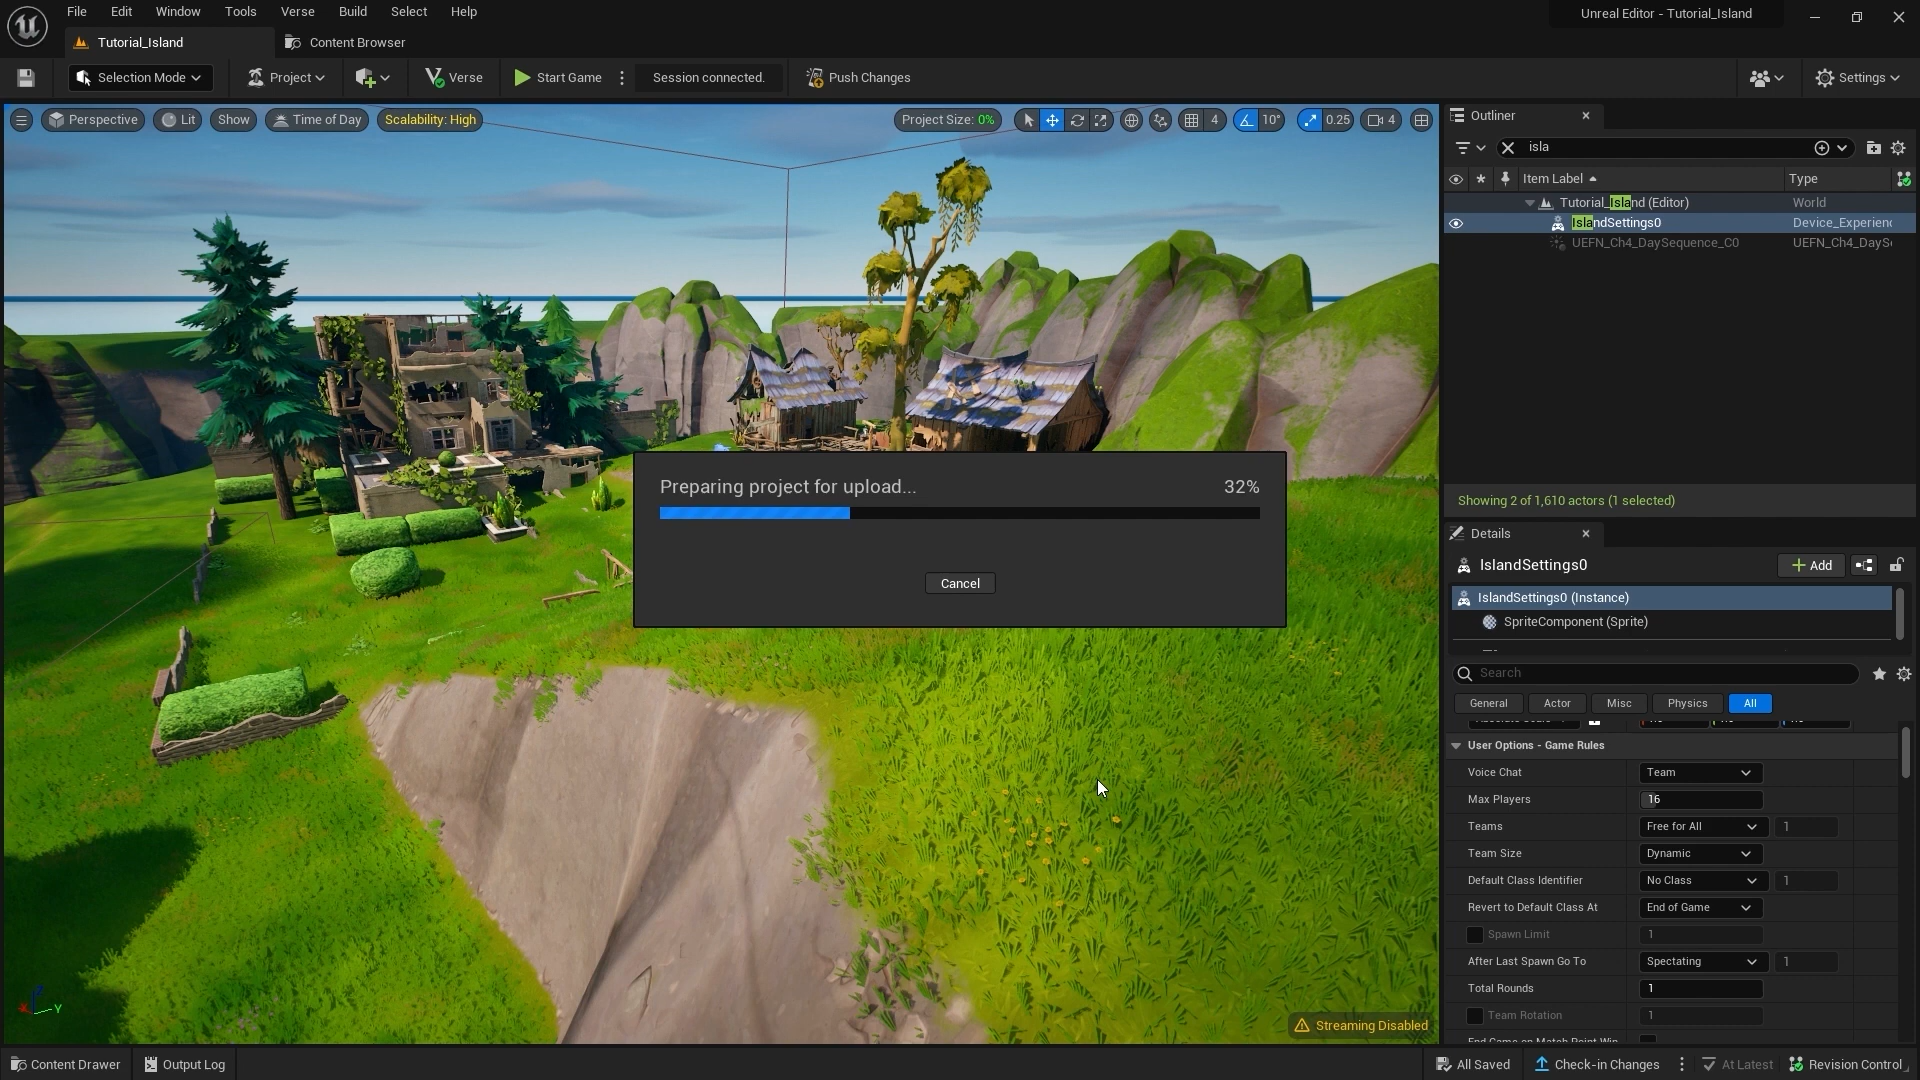 File Edit Window Tools Verse Build Select Help
Unreal Editor - Tutorial_Island
Tutorial_Island
Content Browser
Selection Mode
Project
Verse
Start Game
Session connected.
Push Changes
Settings
Perspective
Lit
Show
Time of Day
Scalability: High
Project Size: 0%
4
10°
0.25
4
Outliner
isla
Item Label
Type
Tutorial_Island (Editor)
World
IslandSettings0
Device_Experienc
UEFN_Ch4_DaySequence_C0
UEFN_Ch4_DayS
Showing 2 of 1,610 actors (1 selected)
Preparing project for upload...
32%
Cancel
Details
IslandSettings0
Add
IslandSettings0 (Instance)
SpriteComponent (Sprite)
Search
General
Actor
Misc
Physics
All
User Options - Game Rules
Voice Chat
Team
Max Players
16
Teams
Free for All
1
Team Size
Dynamic
Default Class Identifier
No Class
1
Revert to Default Class At
End of Game
Spawn Limit
1
After Last Spawn Go To
Spectating
1
Total Rounds
1
Team Rotation
1
End Game on Match Point Win
Z
X
Y
Streaming Disabled
Content Drawer
Output Log
All Saved
Check-in Changes
At Latest
Revision Control